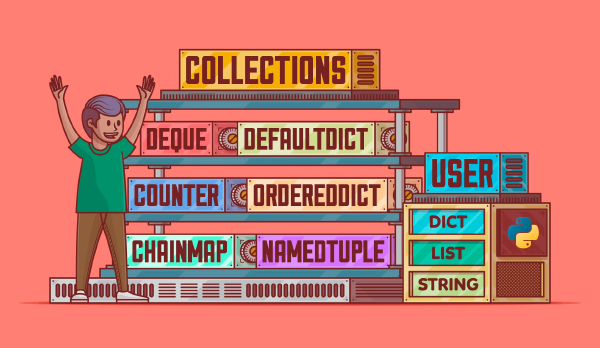 COLLECTIONS
DEQUE DEFAULTDICT
COUNTER ORDEREDDICT
CHAINMAP NAMEDTUPLE
USER
DICT
LIST
STRING